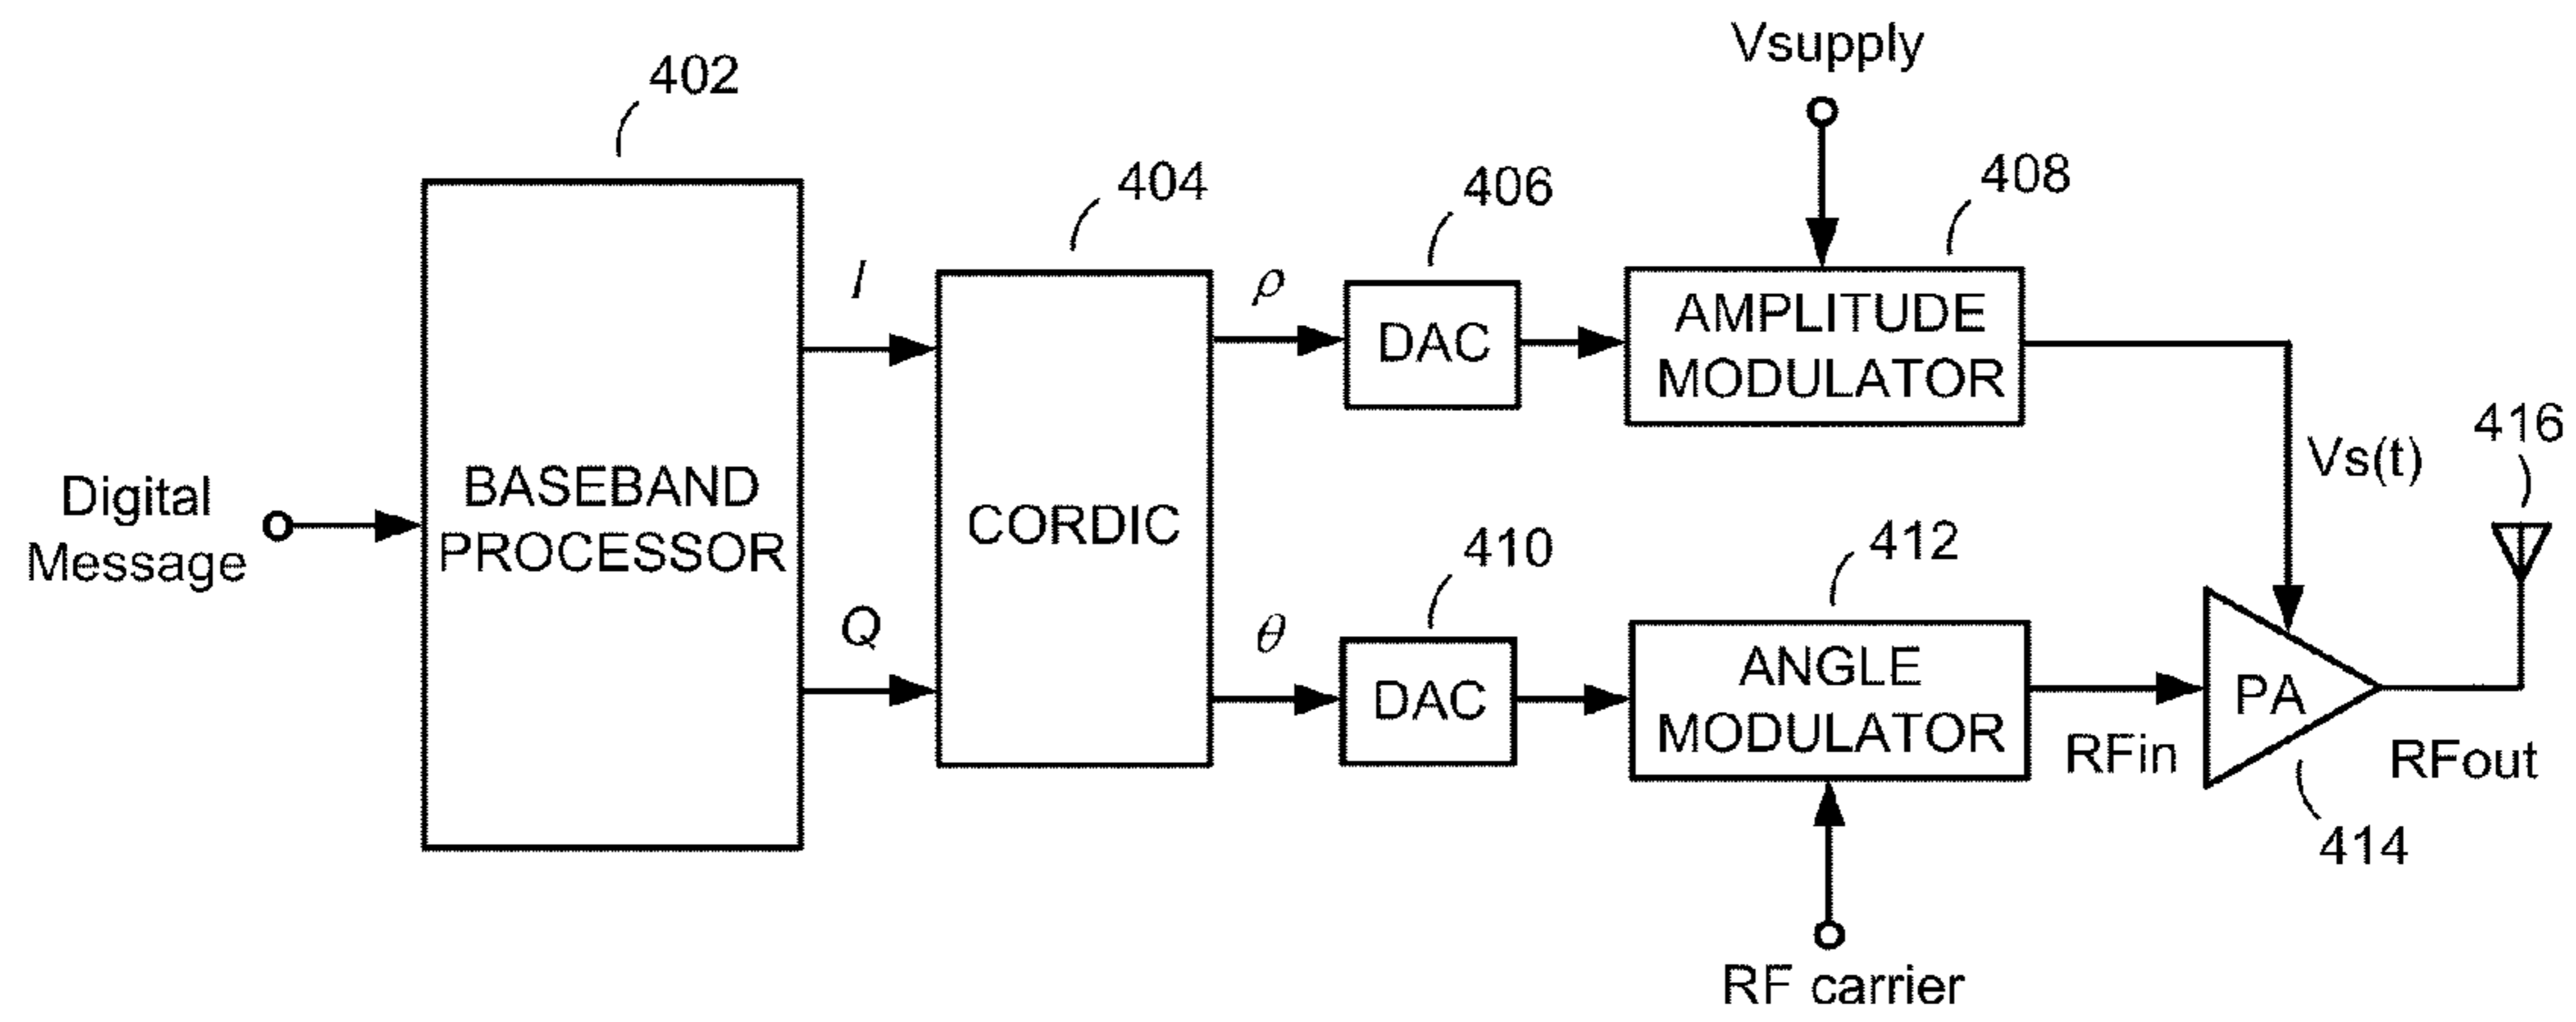 Vsupply
402
404
406
408
I
ρ
DAC
AMPLITUDE
MODULATOR
416
Vs(t)
Digital
Message
BASEBAND
PROCESSOR
CORDIC
410
412
Q
θ
DAC
ANGLE
MODULATOR
PA
RFin
RFout
414
RF carrier